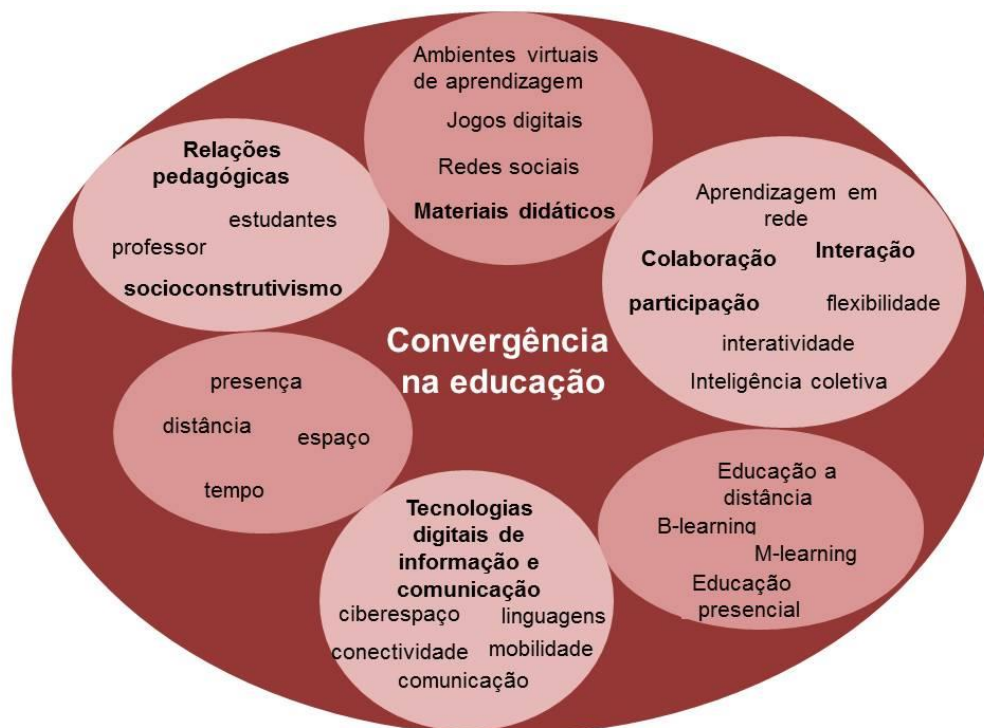 Ambientes virtuais
de aprendizagem
Jogos digitais
Redes sociais
Materiais didáticos
Relações
pedagógicas
estudantes
professor
socioconstrutivismo
Aprendizagem em
rede
Colaboração
Interação
participação
flexibilidade
interatividade
Inteligência coletiva
Convergência
na educação
presença
distância
espaço
tempo
Tecnologias
digitais de
informação e
comunicação
ciberespaço
linguagens
conectividade
mobilidade
comunicação
Educação a
distância
B-learning
M-learning
Educação
presencial